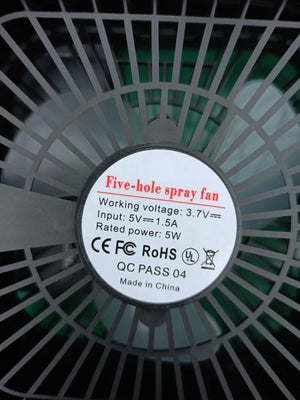 Five-hole spray fan
Working voltage: 3.7V⎓
Input: 5V⎓1.5A
Rated power: 5W
CE FC RoHS UL
QC PASS 04
Made in China